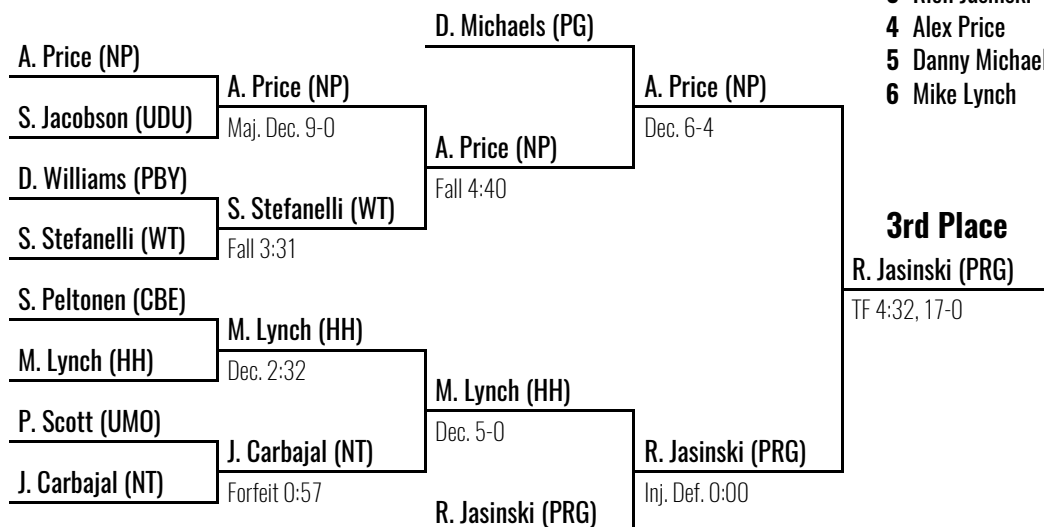 A. Price (NP)
S. Jacobson (UDU)
D. Williams (PBY)
S. Stefanelli (WT)
S. Peltonen (CBE)
M. Lynch (HH)
P. Scott (UMO)
J. Carbajal (NT)
A. Price (NP)
Maj. Dec. 9-0
S. Stefanelli (WT)
Fall 3:31
M. Lynch (HH)
Dec. 2:32
J. Carbajal (NT)
Forfeit 0:57
D. Michaels (PG)
A. Price (NP)
Fall 4:40
M. Lynch (HH)
Dec. 5-0
R. Jasinski (PRG)
A. Price (NP)
Dec. 6-4
R. Jasinski (PRG)
Inj. Def. 0:00
4 Alex Price
5 Danny Michael
6 Mike Lynch
3rd Place
R. Jasinski (PRG)
TF 4:32, 17-0